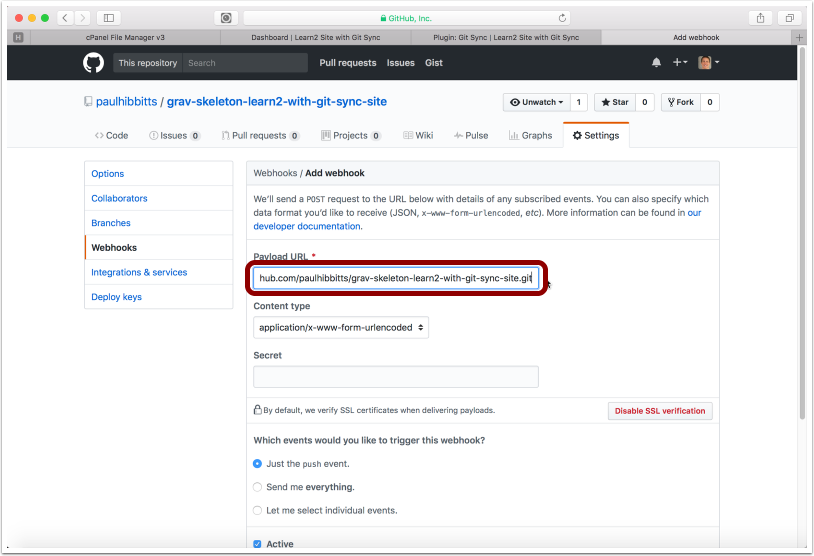 GitHub, Inc.
H
cPanel File Manager v3
Dashboard | Learn2 Site with Git Sync
Plugin: Git Sync | Learn2 Site with Git Sync
Add webhook
+
This repository Search Pull requests Issues Gist
paulhibbitts / grav-skeleton-learn2-with-git-sync-site
Unwatch 1 Star 0 Fork 0
Code Issues 0 Pull requests 0 Projects 0 Wiki Pulse Graphs Settings
Options
Collaborators
Branches
Webhooks
Integrations & services
Deploy keys
Webhooks / Add webhook
We'll send a POST request to the URL below with details of any subscribed events. You can also specify which
data format you'd like to receive (JSON, x-www-form-urlencoded, etc). More information can be found in our
developer documentation.
Payload URL *
hub.com/paulhibbitts/grav-skeleton-learn2-with-git-sync-site.git
Content type
application/x-www-form-urlencoded
Secret
By default, we verify SSL certificates when delivering payloads.
Disable SSL verification
Which events would you like to trigger this webhook?
Just the push event.
Send me everything.
Let me select individual events.
Active